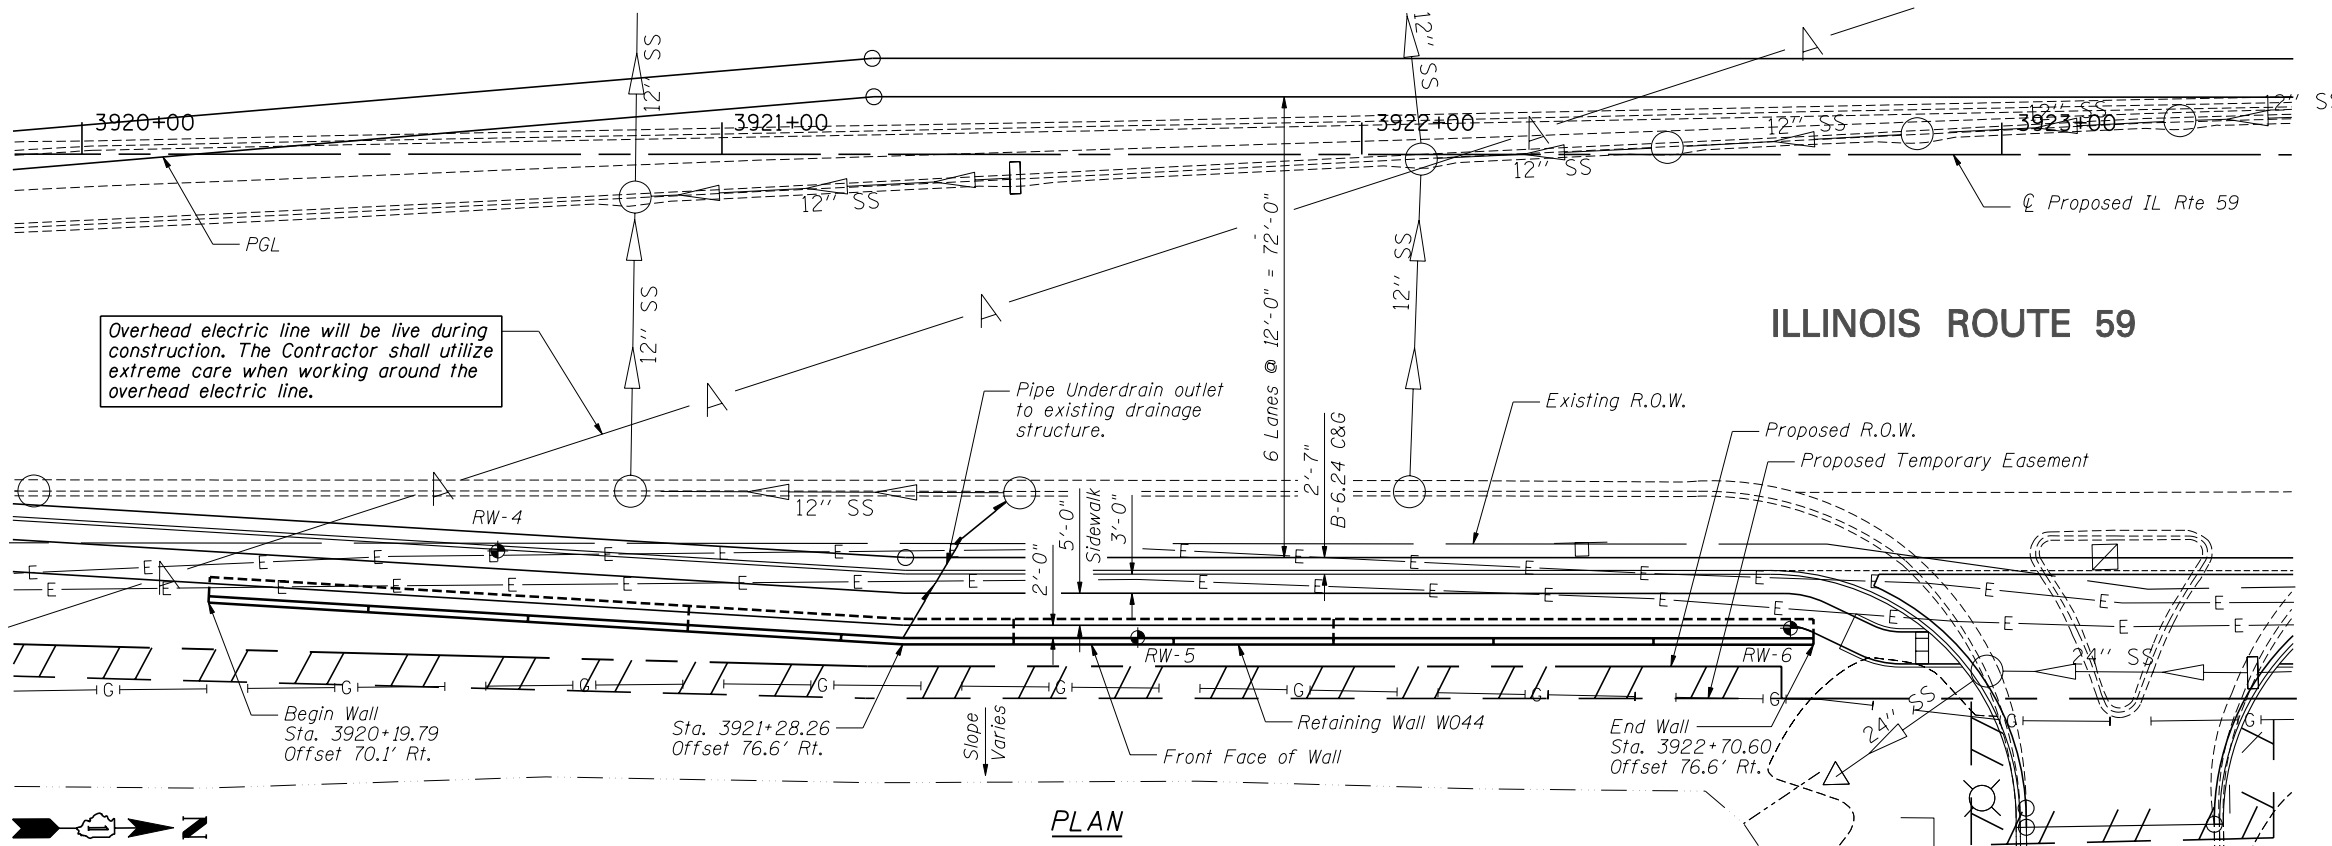 12" SS
12" SS
12"
SS
A
3920+00
3921+00
3922+00
3923+00
A
12" SS
12" SS
12" S
12" SS
12" SS
PGL
℄ Proposed IL Rte 59
12" SS
12" SS
12" SS
6 Lanes @ 12'-0" = 72'-0"
ILLINOIS ROUTE 59
A
Overhead electric line will be live during
construction. The Contractor shall utilize
extreme care when working around the
overhead electric line.
A
Pipe Underdrain outlet
to existing drainage
structure.
Existing R.O.W.
Proposed R.O.W.
Proposed Temporary Easement
2'-7"
B-6.24 C&G
A
12" SS
RW-4
5'-0"
Sidewalk
3'-0"
2'-0"
E E E E E
E E E E E E E E
E E E E E E E
E E E E E E E E
E E E
E E E
A
RW-5
RW-6
24" SS
G G G G G G G G
G G
24" SS
Begin Wall
Sta. 3920+19.79
Offset 70.1' Rt.
Sta. 3921+28.26
Offset 76.6' Rt.
Slope
Varies
Front Face of Wall
Retaining Wall W044
End Wall
Sta. 3922+70.60
Offset 76.6' Rt.
N
PLAN